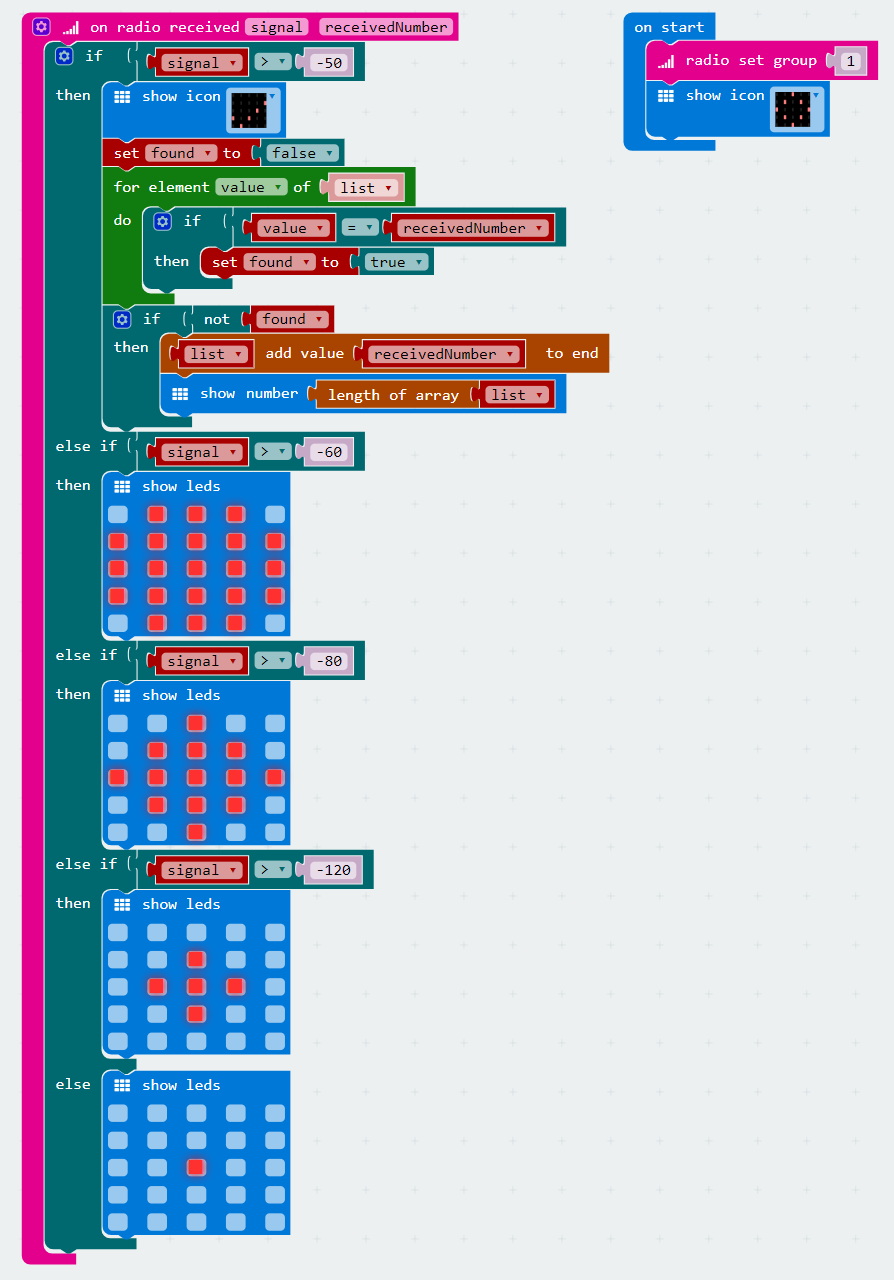 on radio received signal receivedNumber
if signal > -50
then show icon
set found to false
for element value of list
do if value = receivedNumber
then set found to true
if not found
then list add value receivedNumber to end
show number length of array list
else if signal > -60
then show leds
else if signal > -80
then show leds
else if signal > -120
then show leds
else show leds
on start
radio set group 1
show icon